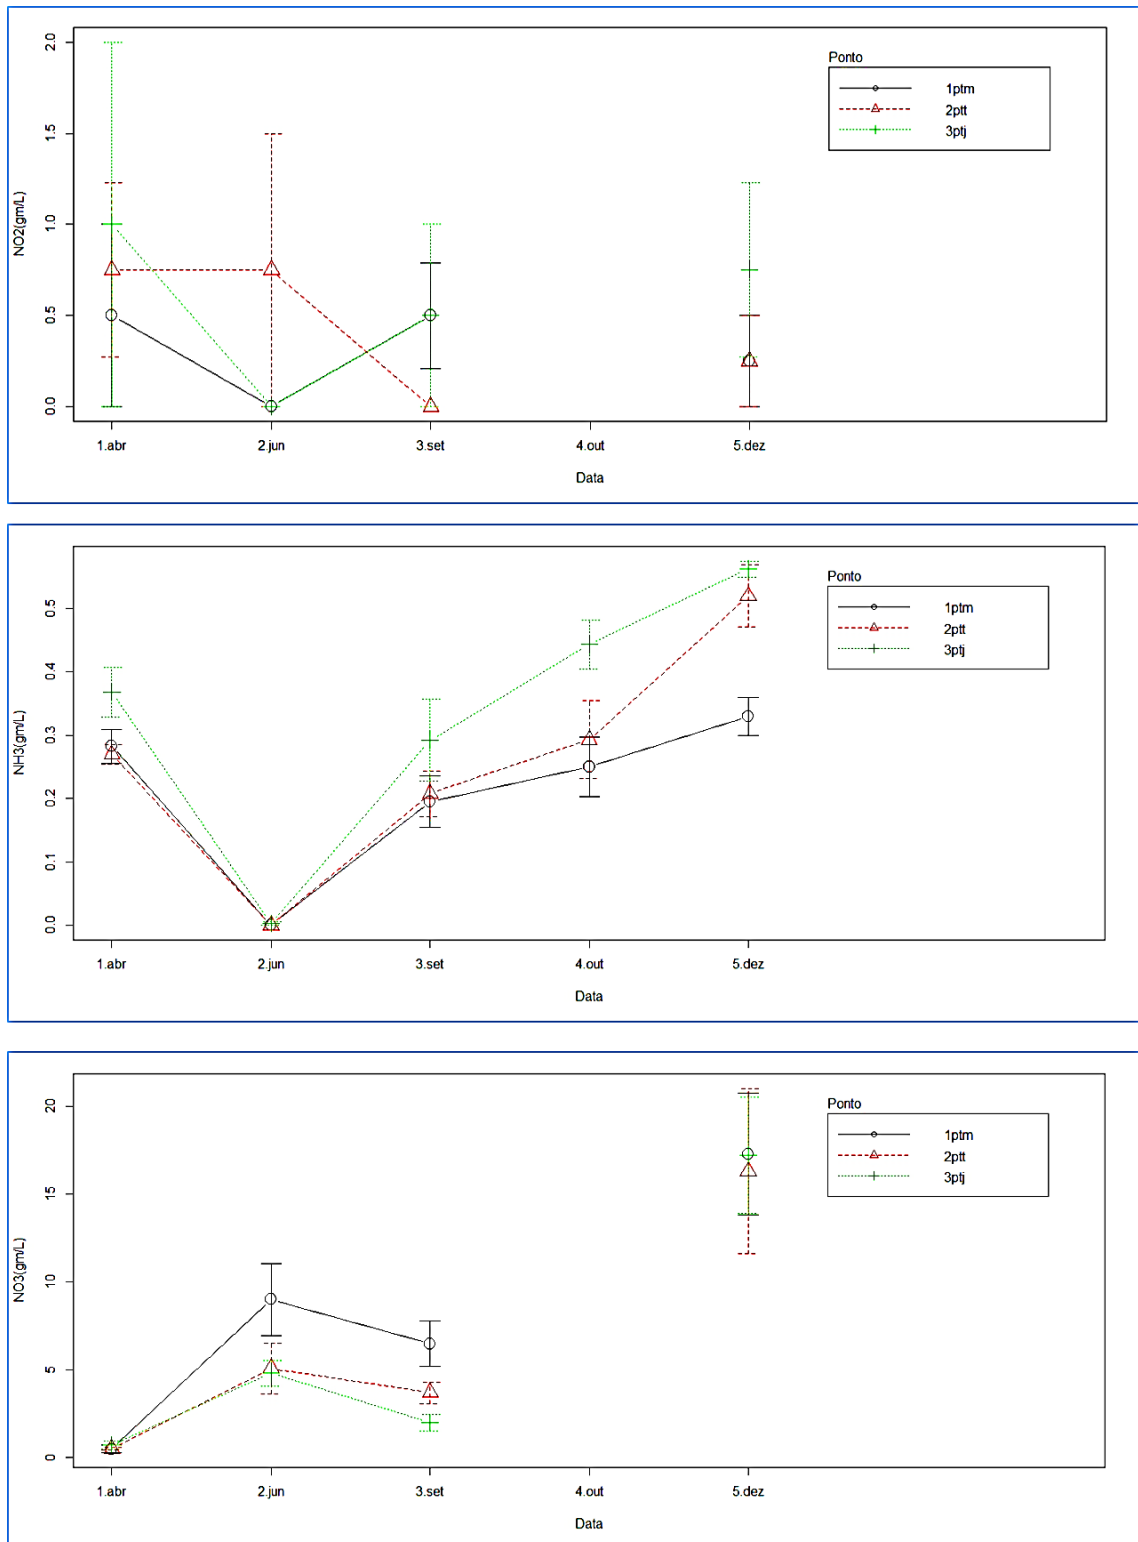 2.0
1.5
1.0
0.5
0.0
NO2(gm/L)
Ponto
1ptm
2ptt
3ptj
1.abr 2.jun 3.set 4.out 5.dez
Data
0.5
0.4
0.3
0.2
0.1
0.0
NH3(gm/L)
Ponto
1ptm
2ptt
3ptj
1.abr 2.jun 3.set 4.out 5.dez
Data
20
15
10
5
0
NO3(gm/L)
Ponto
1ptm
2ptt
3ptj
1.abr 2.jun 3.set 4.out 5.dez
Data